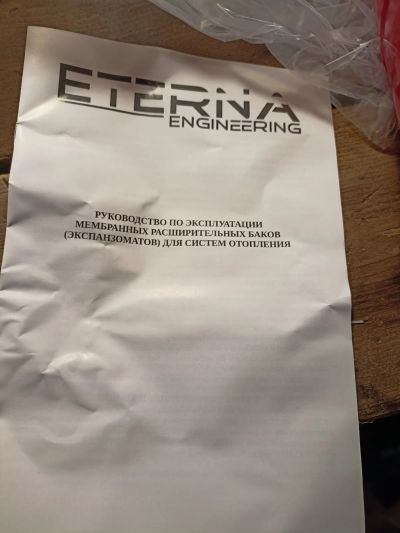 ETERNA
ENGINEERING
РУКОВОДСТВО ПО ЭКСПЛУАТАЦИИ
МЕМБРАННЫХ РАСШИРИТЕЛЬНЫХ БАКОВ
(ЭКСПАНЗОМАТОВ) ДЛЯ СИСТЕМ ОТОПЛЕНИЯ